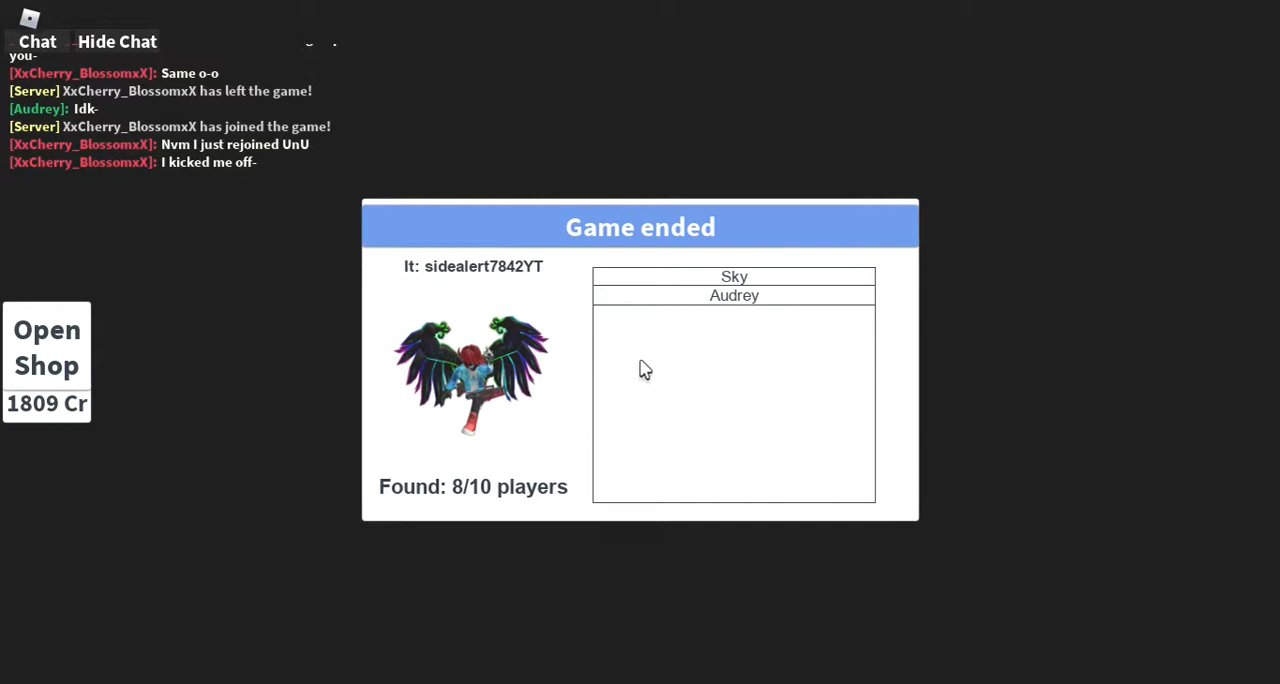 Chat Hide Chat
you-
[XxCherry_BlossomxX]: Same o-o
[Server] XxCherry_BlossomxX has left the game!
[Audrey]: Idk-
[Server] XxCherry_BlossomxX has joined the game!
[XxCherry_BlossomxX]: Nvm I just rejoined UnU
[XxCherry_BlossomxX]: I kicked me off-
Game ended
It: sidealert7842YT
Sky
Audrey
Open
Shop
1809 Cr
Found: 8/10 players